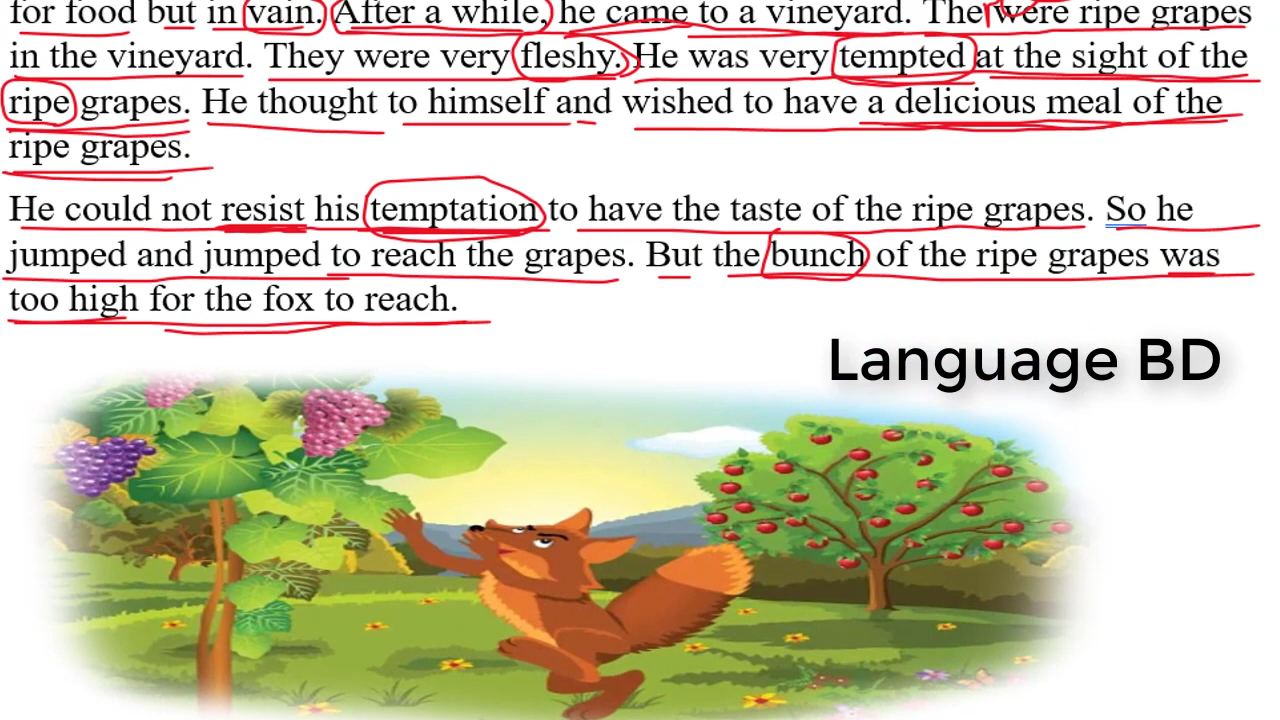 for food but in vain. After a while, he came to a vineyard. The were ripe grapes
in the vineyard. They were very fleshy. He was very tempted at the sight of the
ripe grapes. He thought to himself and wished to have a delicious meal of the
ripe grapes.
He could not resist his temptation to have the taste of the ripe grapes. So he
jumped and jumped to reach the grapes. But the bunch of the ripe grapes was
too high for the fox to reach.
Language BD